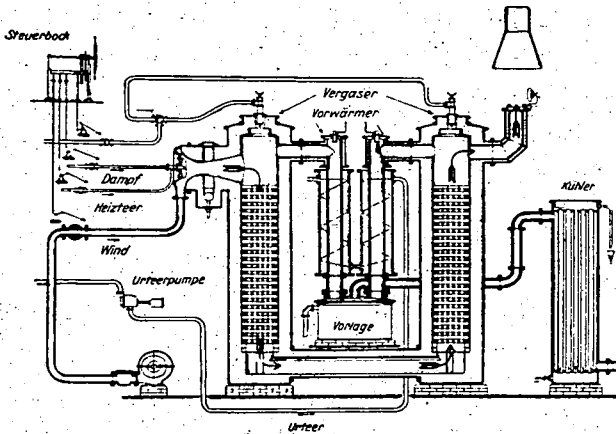 Steuerbock
Vergaser
Vorwärmer
Dampf
Kühler
Heizteer
Wind
Urteerpumpe
Vorlage
Urteer